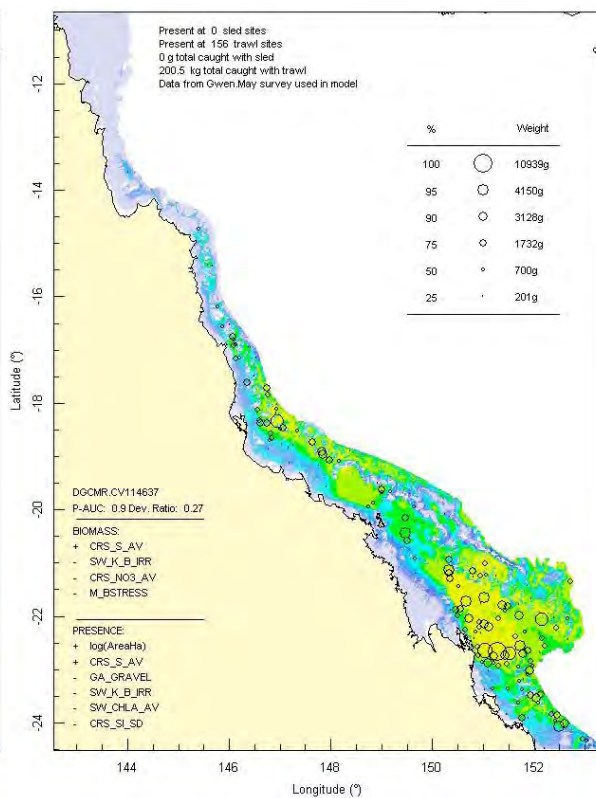 Present at 0 sled sites
Present at 156 trawl sites
0 g total caught with sled
200.5 kg total caught with trawl
Data from Gwen.May survey used in model
% Weight
100 10939g
95 4150g
90 3128g
75 1732g
50 700g
25 201g
-12
-14
-16
-18
-20
-22
-24
Latitude (°)
DGCMR.CV114637
P-AUC: 0.9 Dev. Ratio: 0.27
BIOMASS:
+ CRS_S_AV
- SW_K_B_IRR
- CRS_NO3_AV
- M_BSTRESS
PRESENCE:
+ log(AreaHa)
+ CRS_S_AV
- GA_GRAVEL
- SW_K_B_IRR
- SW_CHLA_AV
- CRS_SI_SD
144 146 148 150 152
Longitude (°)